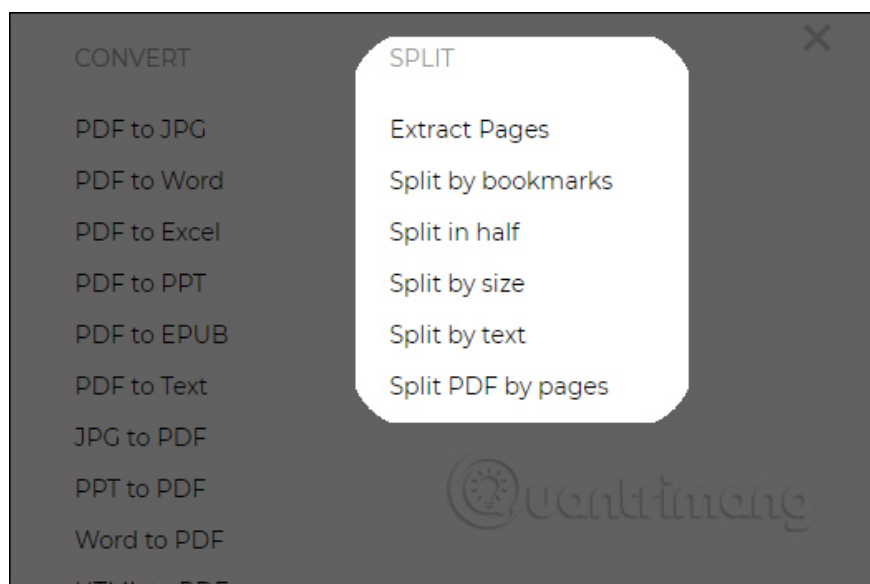 CONVERT
PDF to JPG
PDF to Word
PDF to Excel
PDF to PPT
PDF to EPUB
PDF to Text
JPG to PDF
PPT to PDF
Word to PDF
SPLIT
Extract Pages
Split by bookmarks
Split in half
Split by size
Split by text
Split PDF by pages
Quantrimang